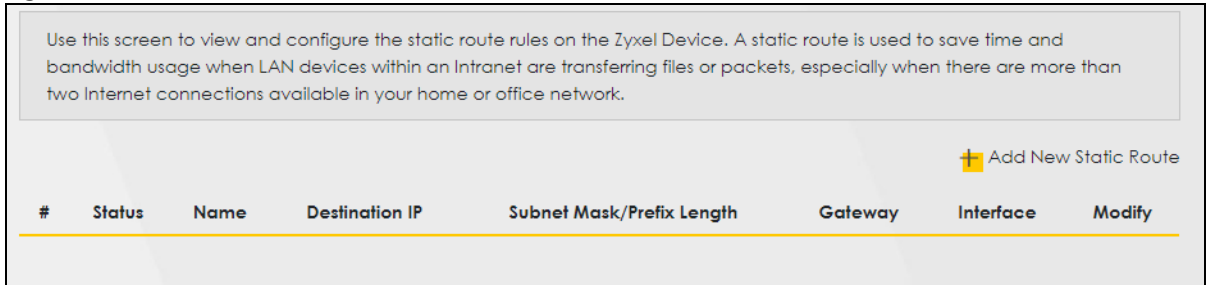 Use this screen to view and configure the static route rules on the Zyxel Device. A static route is used to save time and
bandwidth usage when LAN devices within an Intranet are transferring files or packets, especially when there are more than
two Internet connections available in your home or office network.
Add New Static Route
# Status Name Destination IP Subnet Mask/Prefix Length Gateway Interface Modify